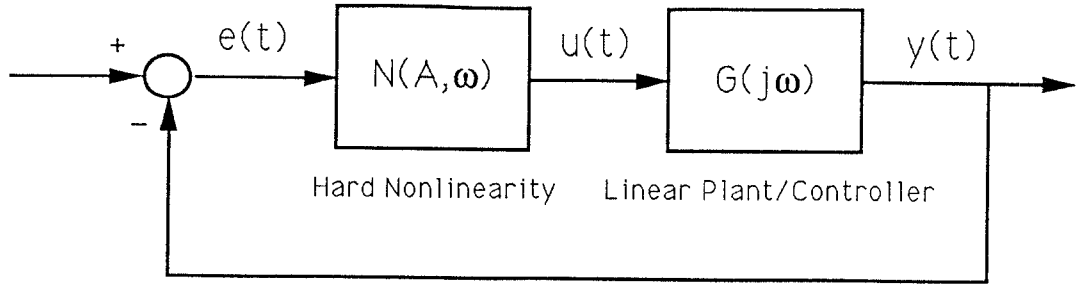 +
e(t)
N(A,ω)
u(t)
G(jω)
y(t)
−
Hard Nonlinearity
Linear Plant/Controller